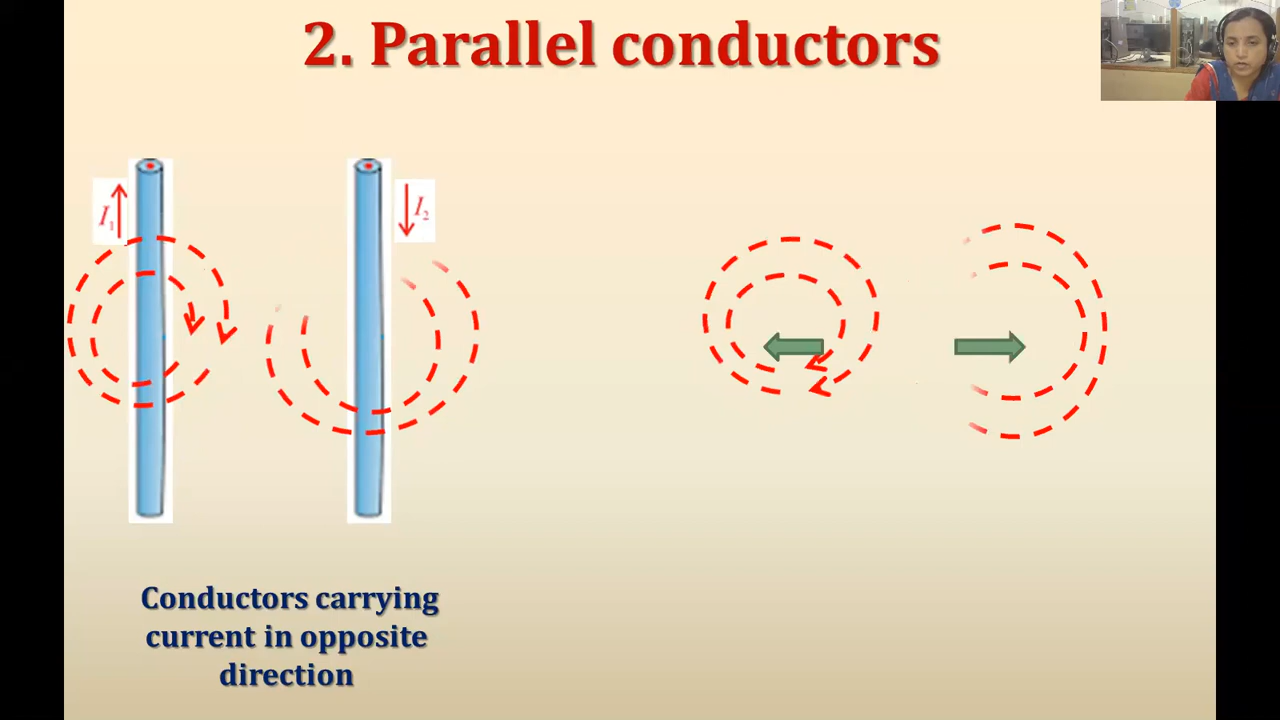 2. Parallel conductors
I₁
I₂
Conductors carrying
current in opposite
direction